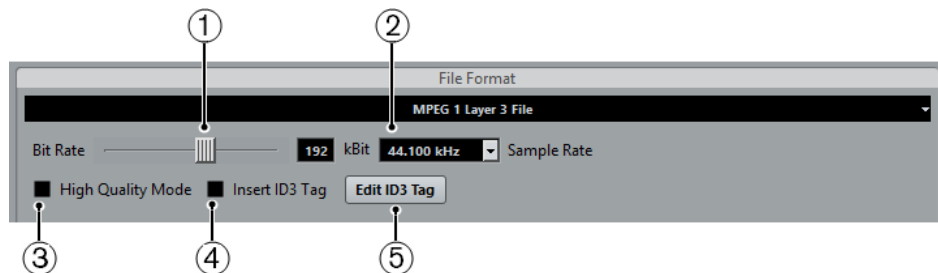 ① ②
File Format
MPEG 1 Layer 3 File
Bit Rate 192 kBit 44.100 kHz Sample Rate
High Quality Mode Insert ID3 Tag Edit ID3 Tag
③ ④ ⑤